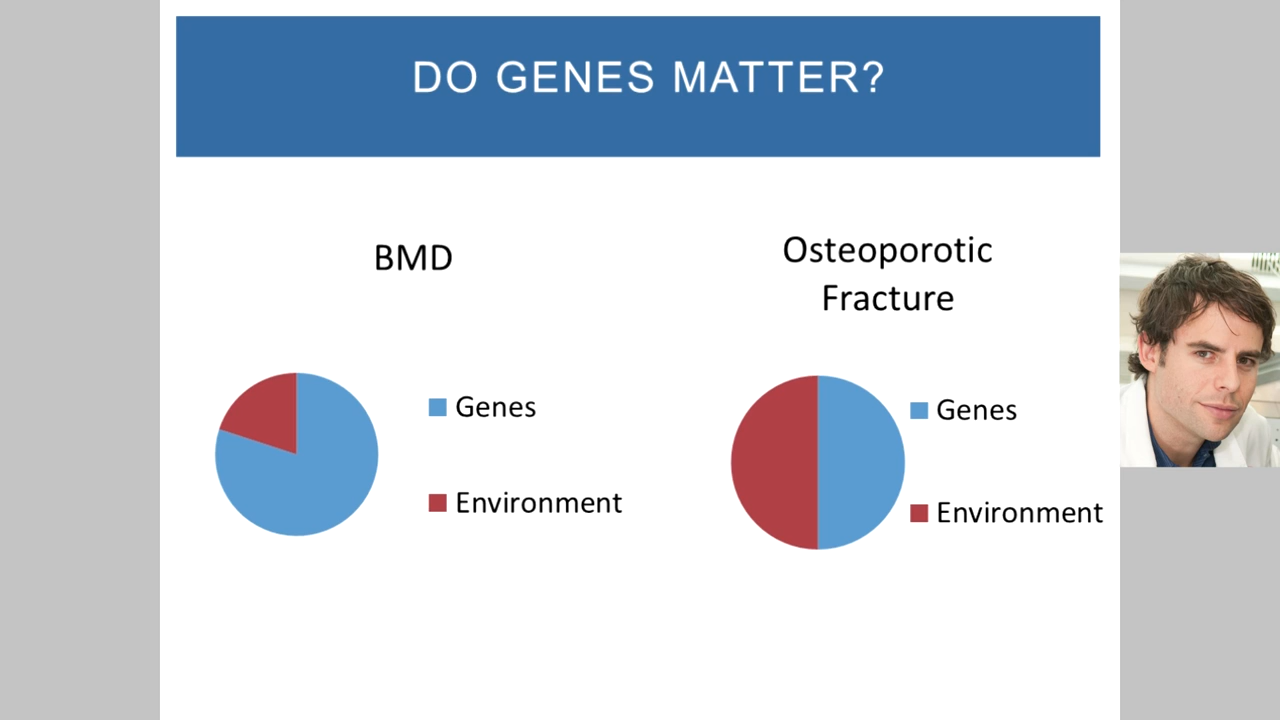 DO GENES MATTER?
BMD
Genes
Environment
Osteoporotic
Fracture
Genes
Environment